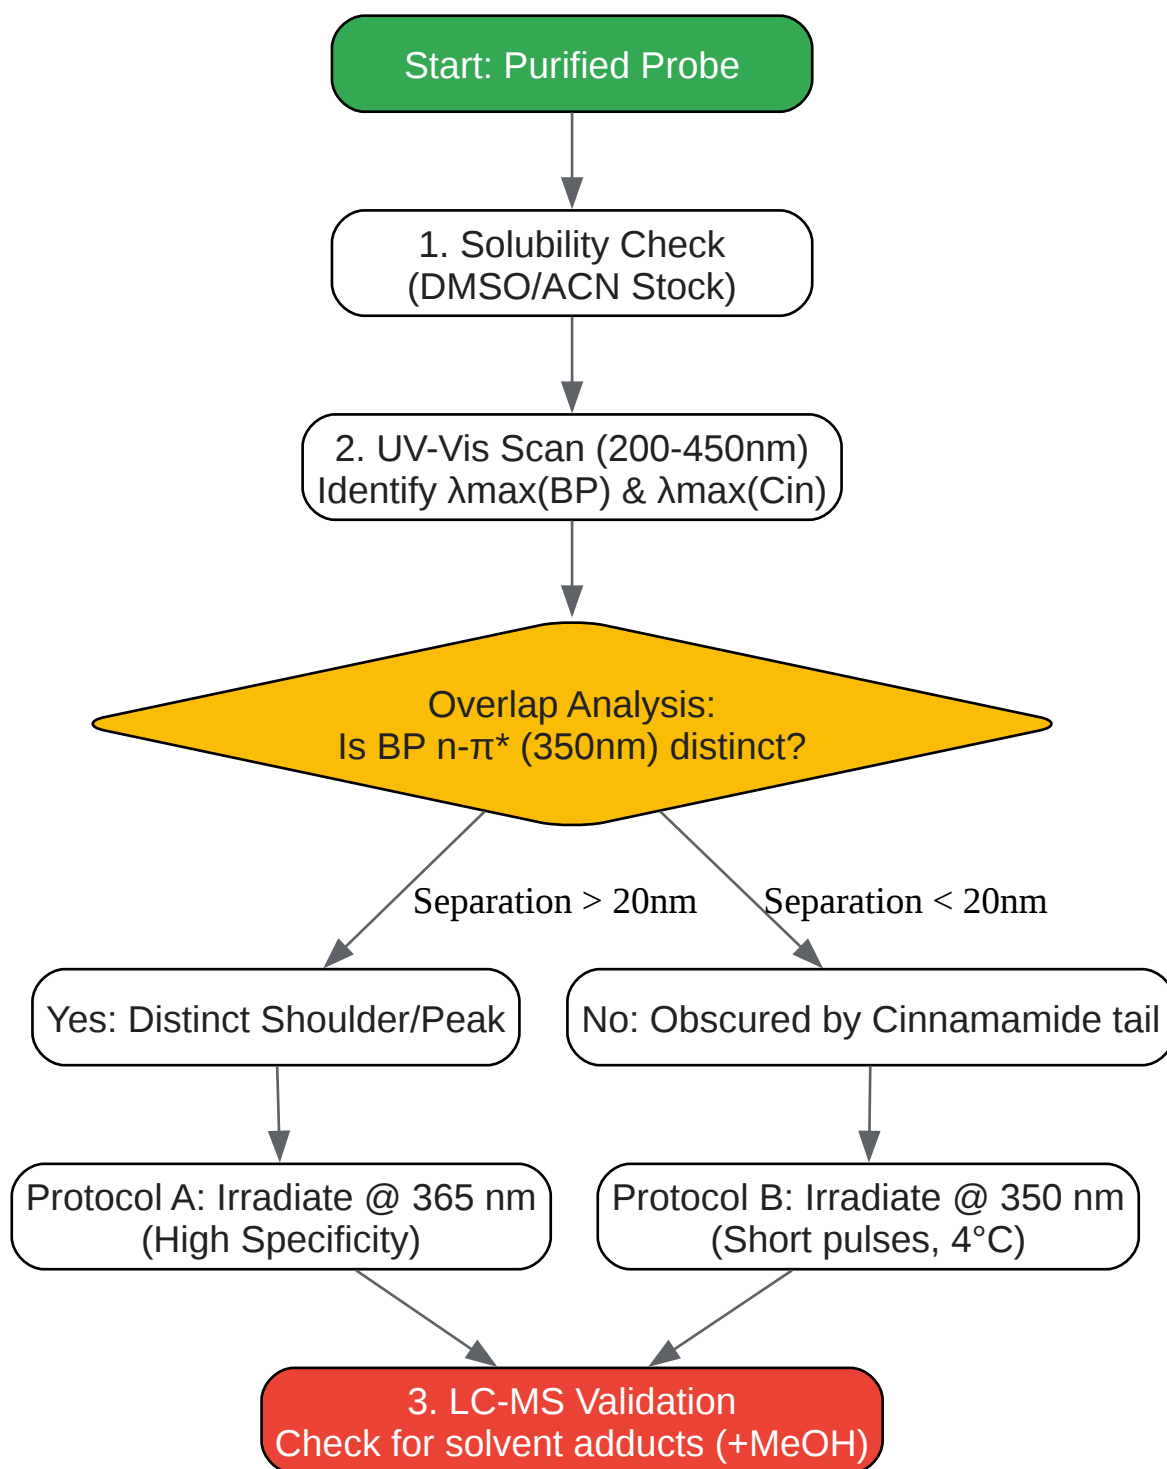 Start: Purified Probe
1. Solubility Check
(DMSO/ACN Stock)
2. UV-Vis Scan (200-450nm)
Identify λmax(BP) & λmax(Cin)
Overlap Analysis:
Is BP n-π* (350nm) distinct?
Separation > 20nm
Separation < 20nm
Yes: Distinct Shoulder/Peak
No: Obscured by Cinnamamide tail
Protocol A: Irradiate @ 365 nm
(High Specificity)
Protocol B: Irradiate @ 350 nm
(Short pulses, 4°C)
3. LC-MS Validation
Check for solvent adducts (+MeOH)